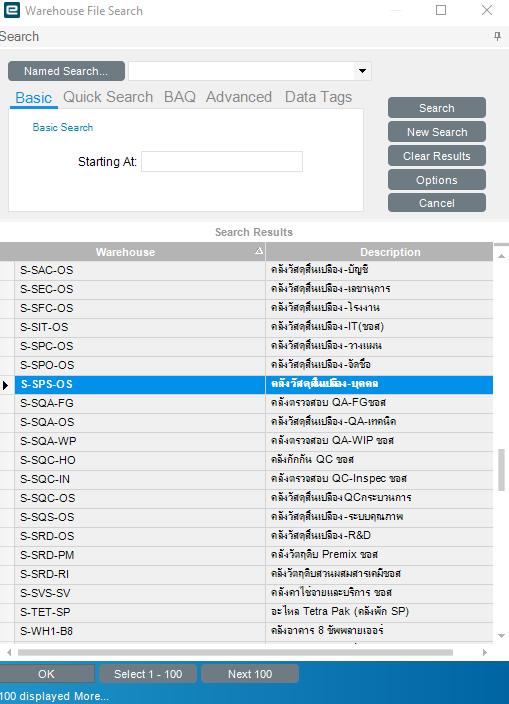 Warehouse File Search
Search
Named Search...
Basic Quick Search BAQ Advanced Data Tags
Basic Search
Starting At:
Search
New Search
Clear Results
Options
Cancel
Search Results
Warehouse Description
S-SAC-OS คลังวัสดุสิ้นเปลือง-บัญชี
S-SEC-OS คลังวัสดุสิ้นเปลือง-เลขานุการ
S-SFC-OS คลังวัสดุสิ้นเปลือง-โรงงาน
S-SIT-OS คลังวัสดุสิ้นเปลือง-IT(ซอส)
S-SPC-OS คลังวัสดุสิ้นเปลือง-วางแผน
S-SPO-OS คลังวัสดุสิ้นเปลือง-จัดซื้อ
S-SPS-OS คลังวัสดุสิ้นเปลือง-บุคคล
S-SQA-FG คลังตรวจสอบ QA-FGซอส
S-SQA-OS คลังวัสดุสิ้นเปลือง-QA-เทคนิค
S-SQA-WP คลังตรวจสอบ QA-WIP ซอส
S-SQC-HO คลังกักกัน QC ซอส
S-SQC-IN คลังตรวจสอบ QC-Inspec ซอส
S-SQC-OS คลังวัสดุสิ้นเปลืองQCกระบวนการ
S-SQS-OS คลังวัสดุสิ้นเปลือง-ระบบคุณภาพ
S-SRD-OS คลังวัสดุสิ้นเปลือง-R&D
S-SRD-PM คลังวัตถุดิบ Premix ซอส
S-SRD-RI คลังวัตถุดิบส่วนผสมสารเคมีซอส
S-SVS-SV คลังค่าใช้จ่ายและบริการ ซอส
S-TET-SP อะไหล่ Tetra Pak (คลังพัก SP)
S-WH1-B8 คลังอาคาร 8 ซัพพลายเออร์
OK Select 1 - 100 Next 100
100 displayed More...